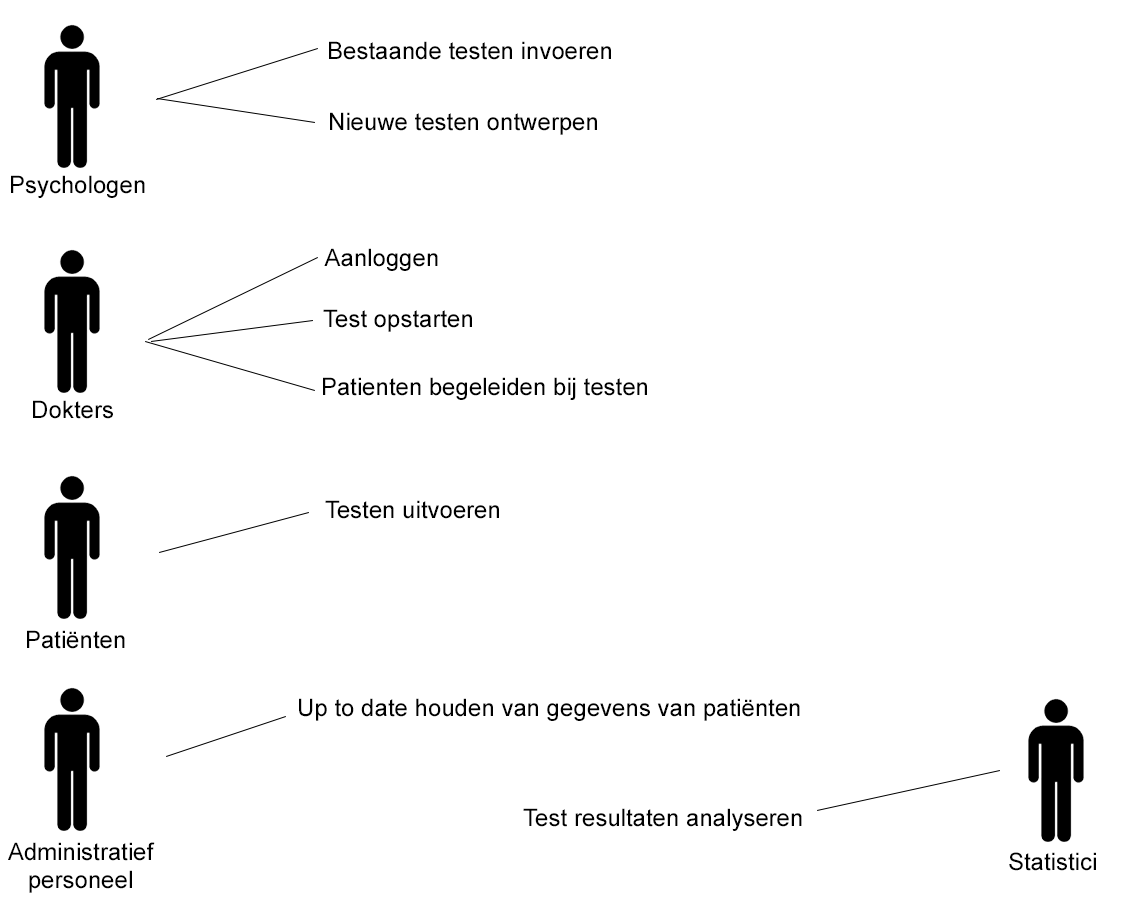 Bestaande testen invoeren
Nieuwe testen ontwerpen
Psychologen
Aanloggen
Test opstarten
Patienten begeleiden bij testen
Dokters
Testen uitvoeren
Patiënten
Up to date houden van gegevens van patiënten
Test resultaten analyseren
Administratief
personeel
Statistici